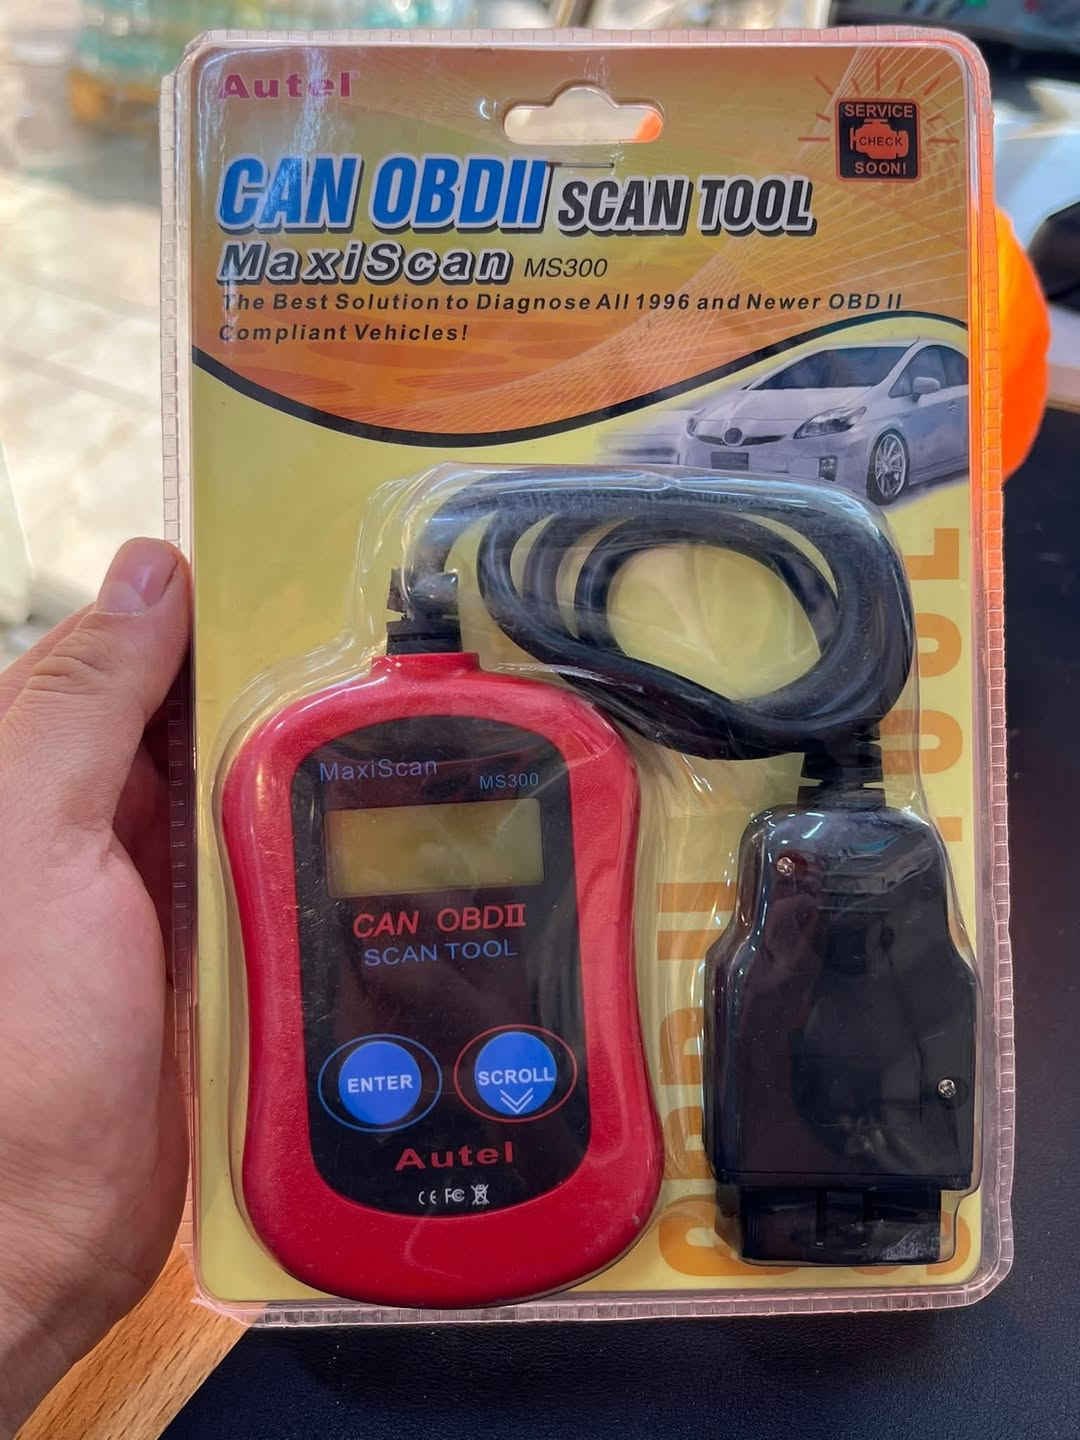 Autel
SERVICE
CHECK
SOON!
CAN OBDII SCAN TOOL
MaxiScan MS300
The Best Solution to Diagnose All 1996 and Newer OBD II
Compliant Vehicles!
MaxiScan
MS300
CAN OBDII
SCAN TOOL
ENTER
SCROLL
Autel
CE FC